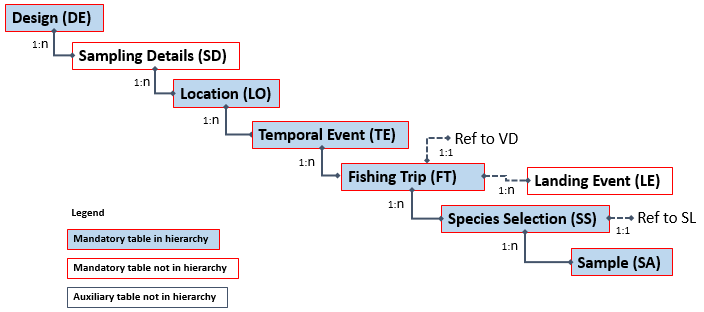 Design (DE)
1:n
Sampling Details (SD)
1:n
Location (LO)
1:n
Temporal Event (TE)
1:n
Ref to VD
1:1
Fishing Trip (FT)
1:n
Landing Event (LE)
1:n
Species Selection (SS)
Ref to SL
1:1
1:n
Sample (SA)
Legend
Mandatory table in hierarchy
Mandatory table not in hierarchy
Auxiliary table not in hierarchy